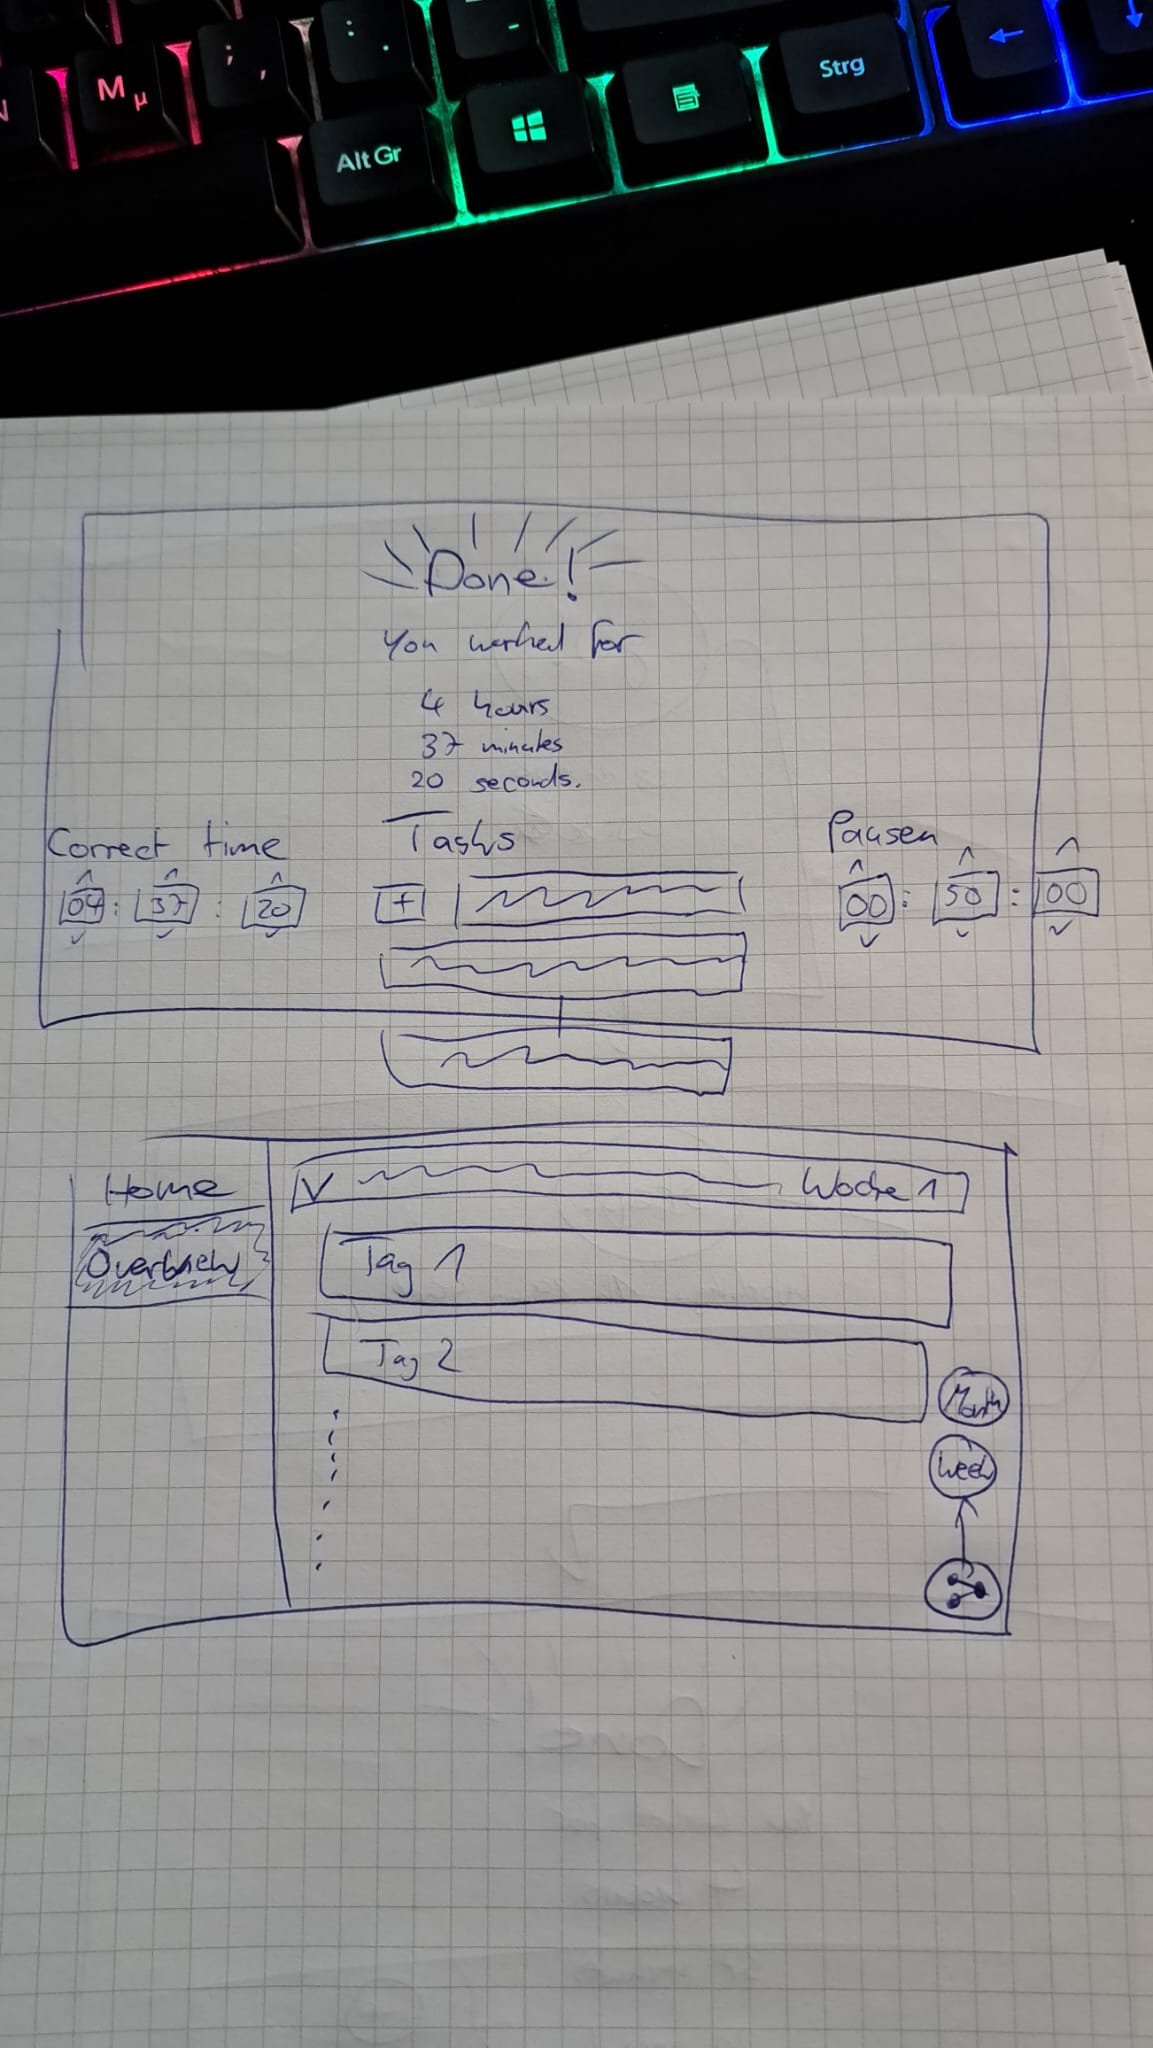 M µ
; ,
: .
-
Alt Gr
Strg
Done!
You worked for
4 hours
37 minutes
20 seconds.
Correct time
Tasks
Pausen
04 : 37 : 20
+
00 : 50 : 00
Home
Woche 1
Overview
Tag 1
Tag 2
Month
Week